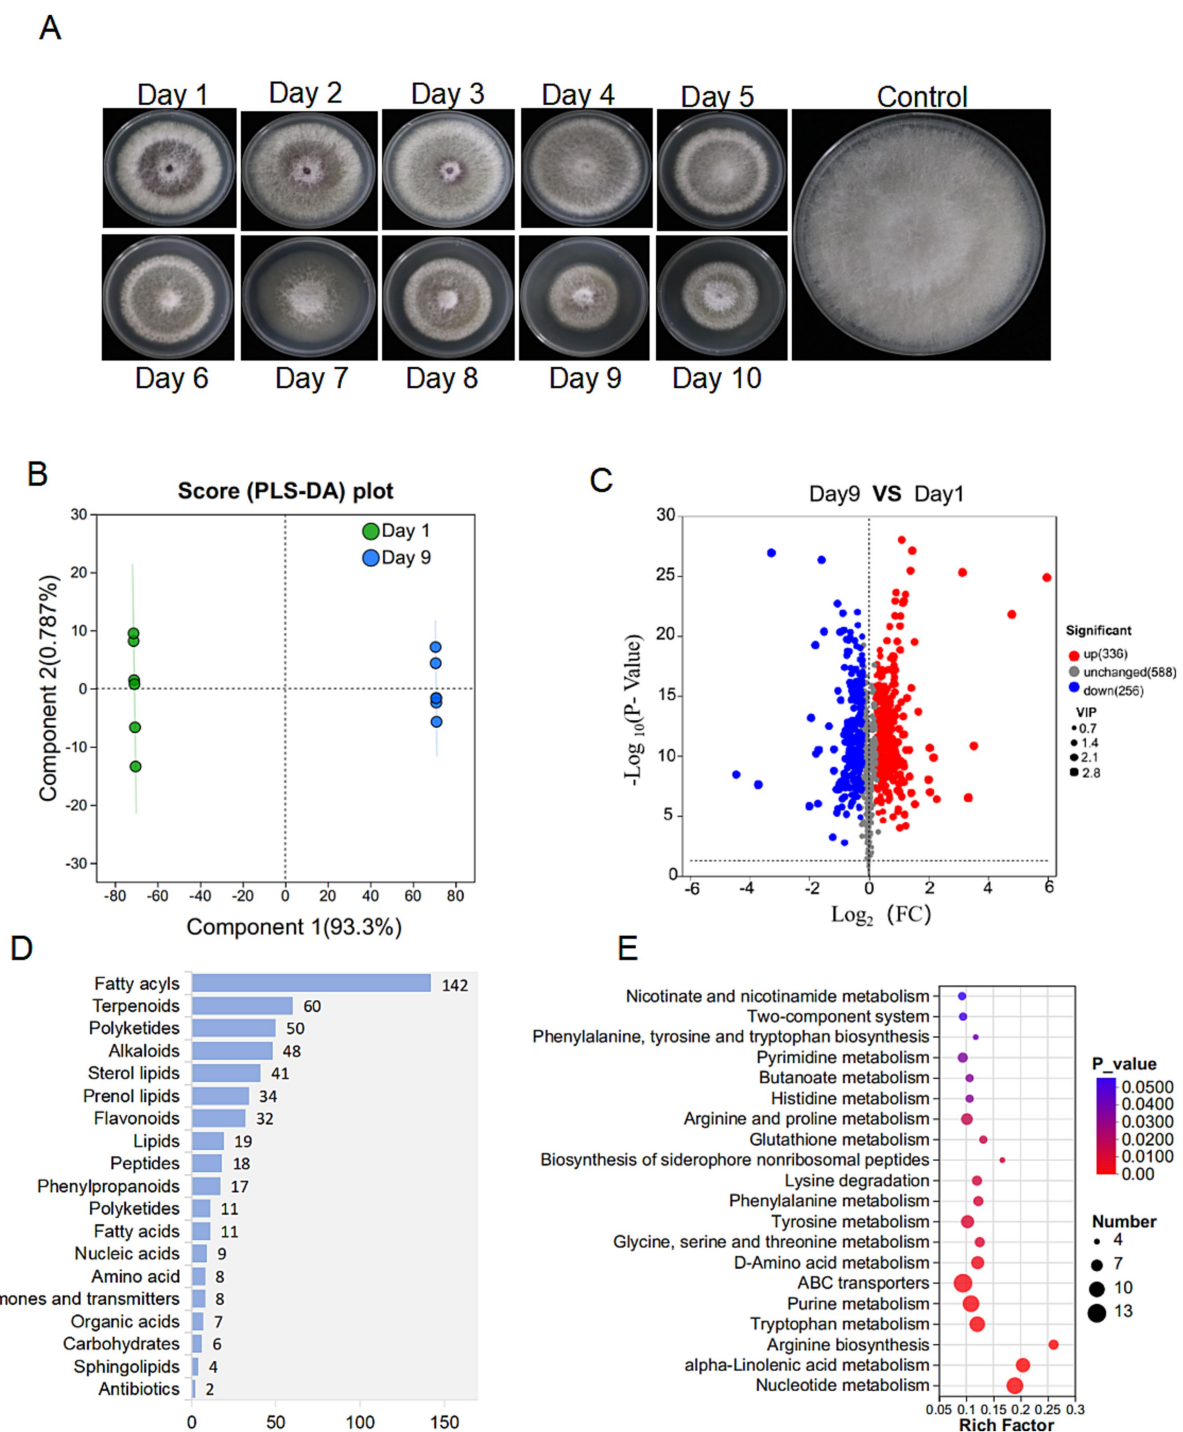 A
Day 1 Day 2 Day 3 Day 4 Day 5 Control
Day 6 Day 7 Day 8 Day 9 Day 10
B
Score (PLS-DA) plot
Day 1
Day 9
30
20
10
0
-10
-20
-30
Component 2(0.787%)
-80 -60 -40 -20 0 20 40 60 80
Component 1(93.3%)
C
Day9 VS Day1
30
25
20
15
10
5
0
-Log 10(P- Value)
-6 -4 -2 0 2 4 6
Log2 (FC)
Significant
up(336)
unchanged(588)
down(256)
VIP
0.7
1.4
2.1
2.8
D
Fatty acyls 142
Terpenoids 60
Polyketides 50
Alkaloids 48
Sterol lipids 41
Prenol lipids 34
Flavonoids 32
Lipids 19
Peptides 18
Phenylpropanoids 17
Polyketides 11
Fatty acids 11
Nucleic acids 9
Amino acid 8
mones and transmitters 8
Organic acids 7
Carbohydrates 6
Sphingolipids 4
Antibiotics 2
0 50 100 150
E
Nicotinate and nicotinamide metabolism
Two-component system
Phenylalanine, tyrosine and tryptophan biosynthesis
Pyrimidine metabolism
Butanoate metabolism
Histidine metabolism
Arginine and proline metabolism
Glutathione metabolism
Biosynthesis of siderophore nonribosomal peptides
Lysine degradation
Phenylalanine metabolism
Tyrosine metabolism
Glycine, serine and threonine metabolism
D-Amino acid metabolism
ABC transporters
Purine metabolism
Tryptophan metabolism
Arginine biosynthesis
alpha-Linolenic acid metabolism
Nucleotide metabolism
0.05 0.1 0.15 0.2 0.25 0.3
Rich Factor
P_value
0.0500
0.0400
0.0300
0.0200
0.0100
0.00
Number
4
7
10
13